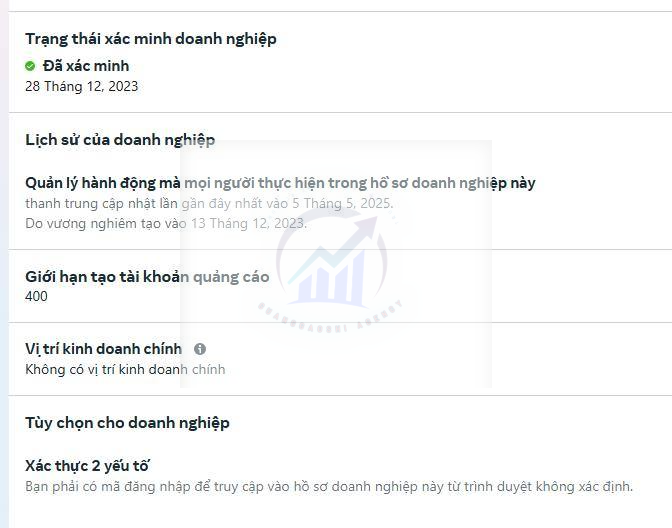 Trạng thái xác minh doanh nghiệp
Đã xác minh
28 Tháng 12, 2023
Lịch sử của doanh nghiệp
Quản lý hành động mà mọi người thực hiện trong hồ sơ doanh nghiệp này
thanh trung cập nhật lần gần đây nhất vào 5 Tháng 5, 2025.
Do vương nghiêm tạo vào 13 Tháng 12, 2023.
Giới hạn tạo tài khoản quảng cáo
400
Vị trí kinh doanh chính
Không có vị trí kinh doanh chính
Tùy chọn cho doanh nghiệp
Xác thực 2 yếu tố
Bạn phải có mã đăng nhập để truy cập vào hồ sơ doanh nghiệp này từ trình duyệt không xác định.